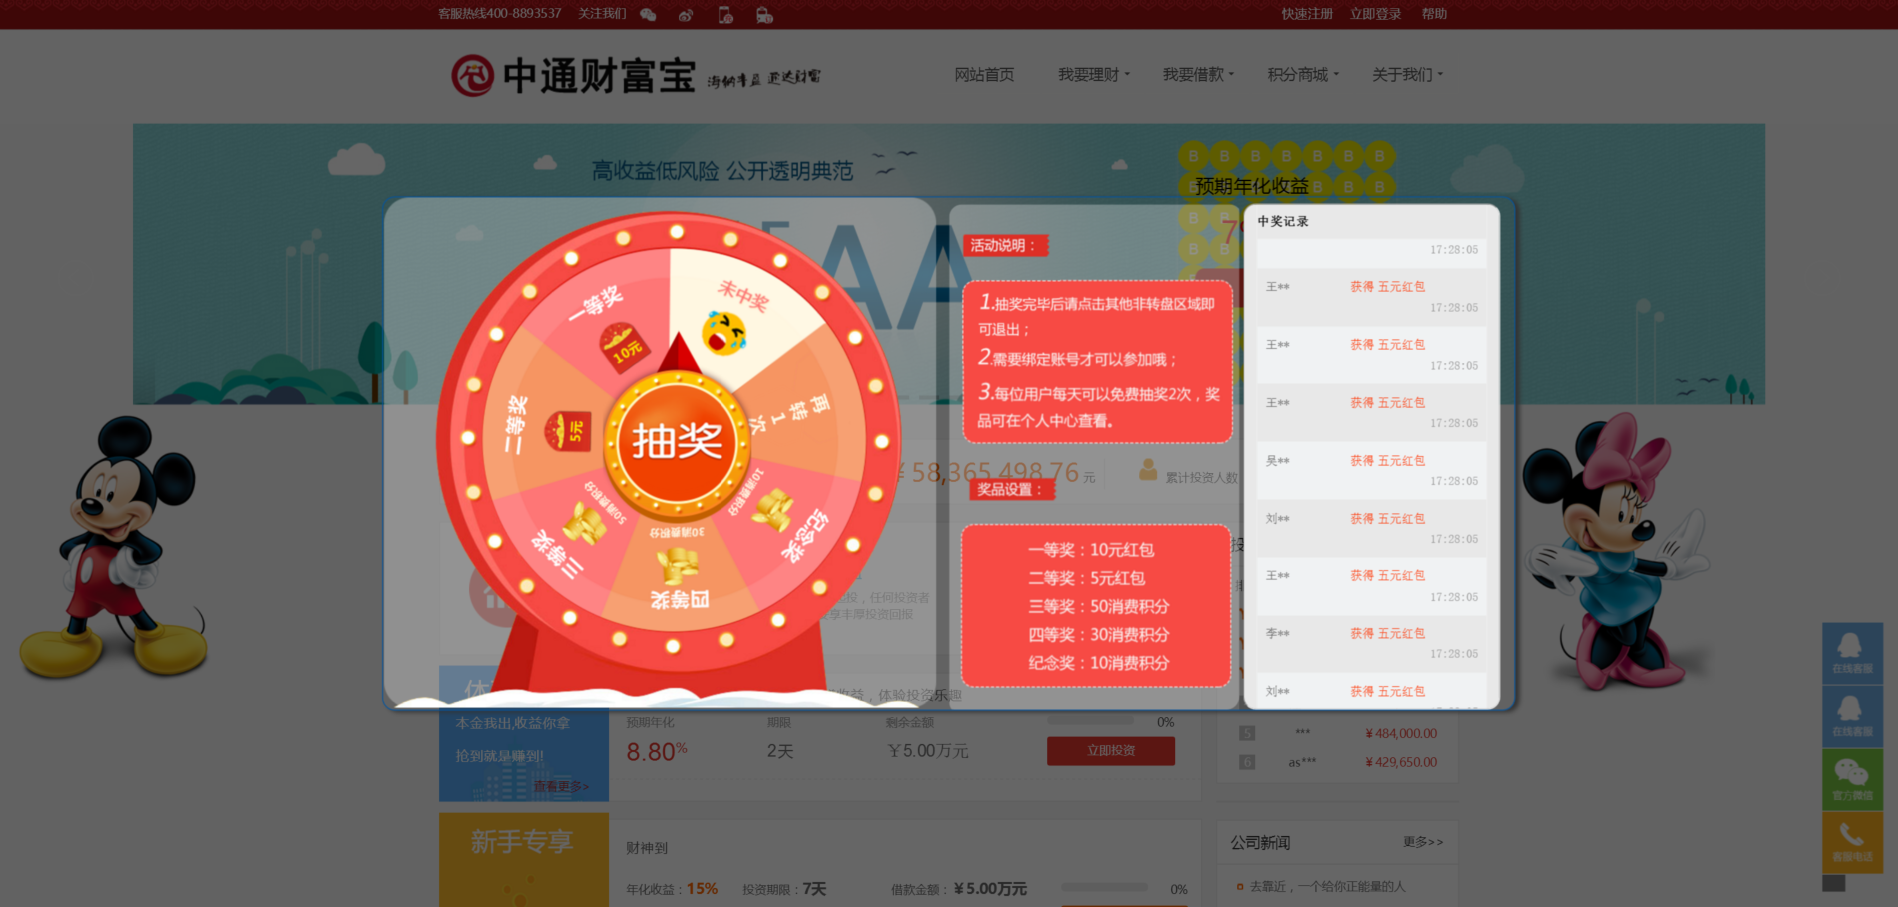 客服热线400-8893537 关注我们
快速注册 立即登录 帮助
中通财富宝
网站首页 我要理财 我要借款 积分商城 关于我们
高收益低风险 公开透明典范
预期年化收益
AA
一等奖
10元
未中奖
再转1次
二等奖
5元
抽奖
三等奖
50消费积分
四等奖
30消费积分
纪念奖
10消费积分
活动说明：
1.抽奖完毕后请点击其他非转盘区域即
可退出；
2.需要绑定账号才可以参加哦；
3.每位用户每天可以免费抽奖2次，奖
品可在个人中心查看。
¥ 58,365,498.76 元
累计投资人数
奖品设置：
一等奖：10元红包
二等奖：5元红包
三等奖：50消费积分
四等奖：30消费积分
纪念奖：10消费积分
中奖记录
17:28:05
王** 获得 五元红包
17:28:05
王** 获得 五元红包
17:28:05
王** 获得 五元红包
17:28:05
吴** 获得 五元红包
17:28:05
刘** 获得 五元红包
17:28:05
王** 获得 五元红包
17:28:05
李** 获得 五元红包
17:28:05
刘** 获得 五元红包
投，任何投资者
享丰厚投资回报
收益，体验投资乐趣
本金我出,收益你拿
抢到就是赚到!
查看更多>
预期年化 期限 剩余金额 0%
8.80% 2天 ￥5.00万元 立即投资
5 *** ¥484,000.00
6 as*** ¥429,650.00
新手专享
财神到
年化收益：15% 投资期限：7天 借款金额：¥5.00万元 0%
公司新闻 更多>>
去靠近，一个给你正能量的人
在线客服
在线客服
官方微信
客服电话